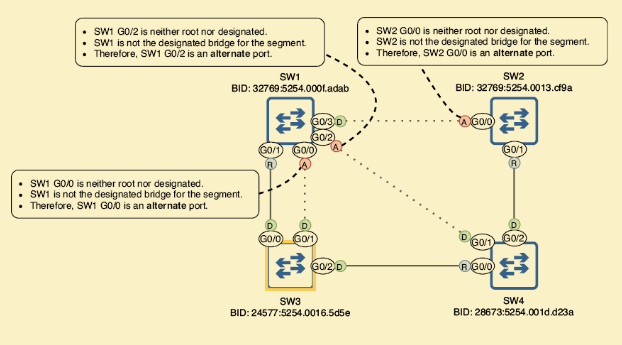 • SW1 G0/2 is neither root nor designated.
• SW1 is not the designated bridge for the segment.
• Therefore, SW1 G0/2 is an alternate port.
• SW2 G0/0 is neither root nor designated.
• SW2 is not the designated bridge for the segment.
• Therefore, SW2 G0/0 is an alternate port.
SW1
BID: 32769:5254.000f.adab
SW2
BID: 32769:5254.0013.cf9a
G0/3 D
A G0/0
G0/2
A
G0/1 G0/0
G0/1
R A
R
• SW1 G0/0 is neither root nor designated.
• SW1 is not the designated bridge for the segment.
• Therefore, SW1 G0/0 is an alternate port.
D D
D
G0/0 G0/1
D G0/1
G0/2
G0/2 D
R G0/0
SW3
BID: 24577:5254.0016.5d5e
SW4
BID: 28673:5254.001d.d23a